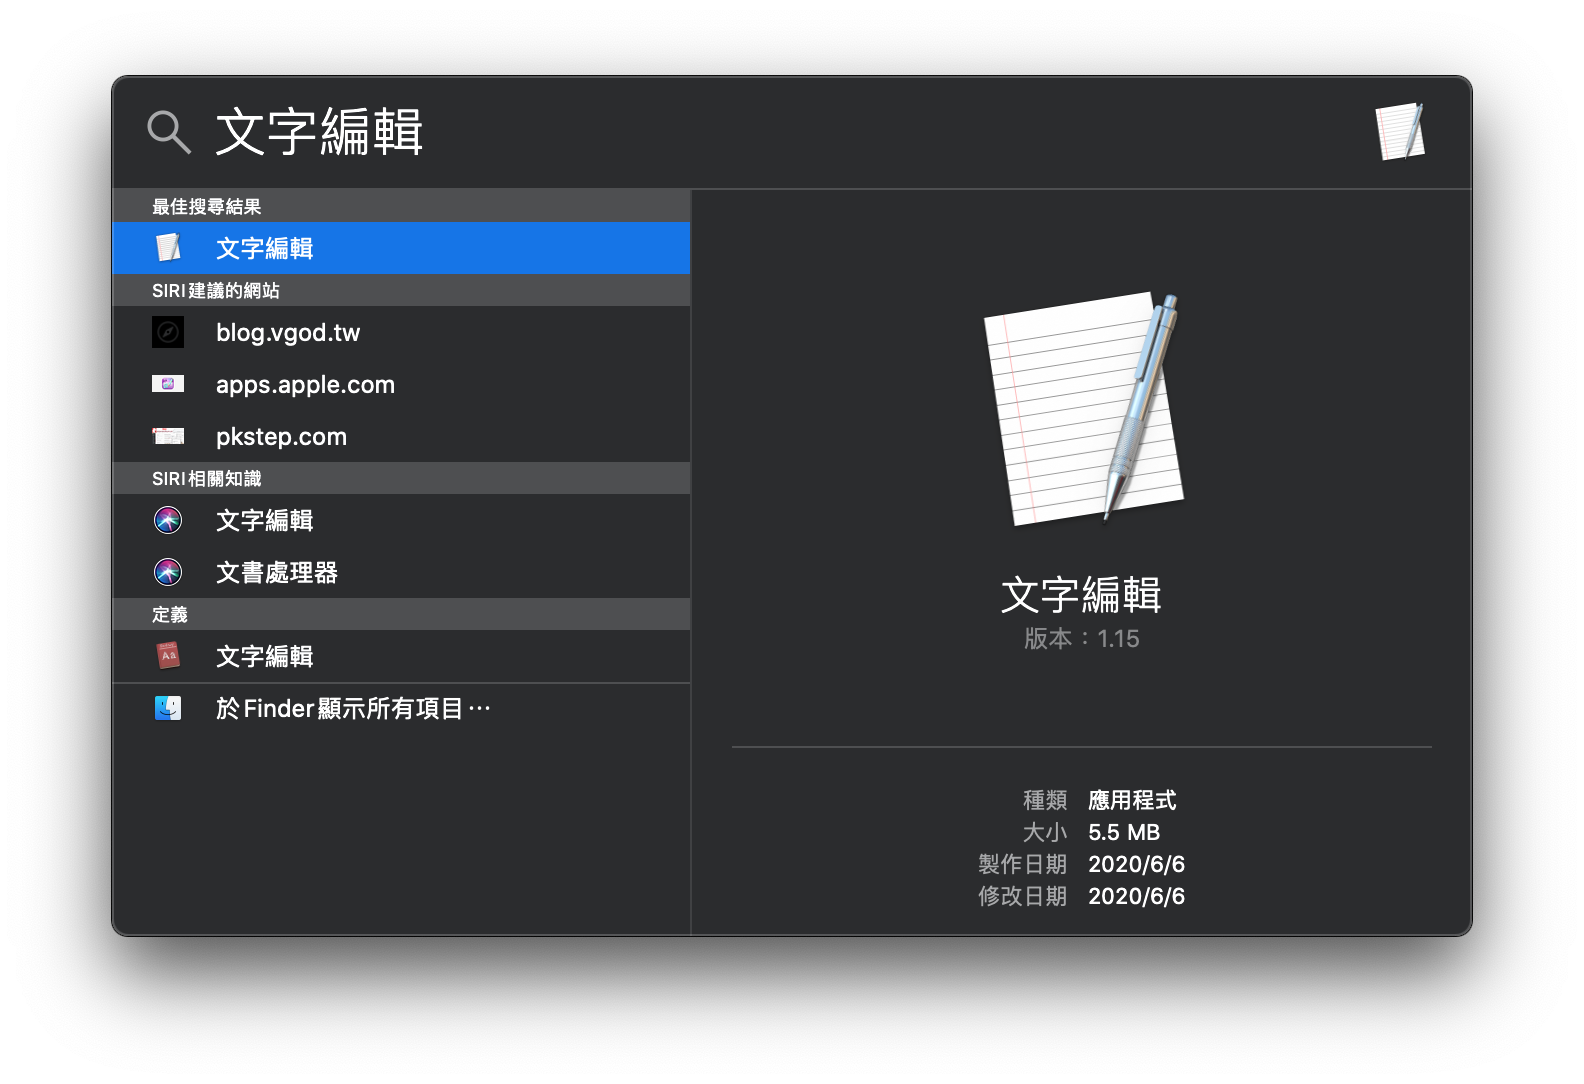 文字編輯
最佳搜尋結果
文字編輯
SIRI建議的網站
blog.vgod.tw
apps.apple.com
pkstep.com
SIRI相關知識
文字編輯
文書處理器
定義
Aa
文字編輯
於Finder顯示所有項目⋯
文字編輯
版本：1.15
種類 應用程式
大小 5.5 MB
製作日期 2020/6/6
修改日期 2020/6/6